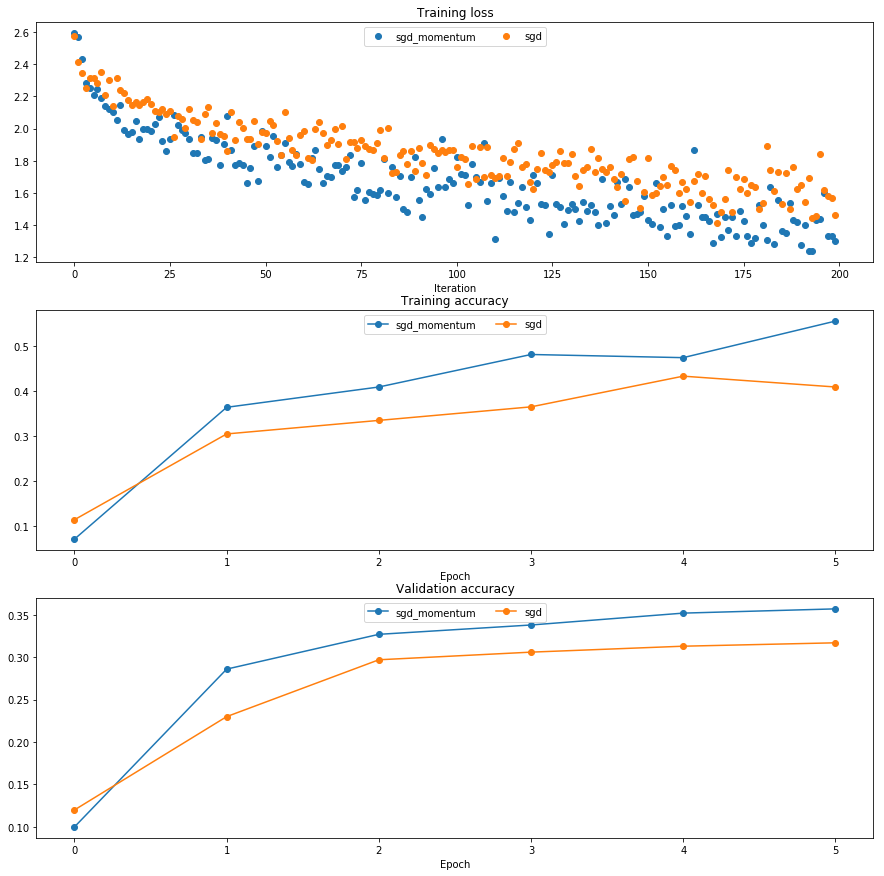 Training loss
sgd_momentum sgd
2.6
2.4
2.2
2.0
1.8
1.6
1.4
1.2
0 25 50 75 100 125 150 175 200
Iteration
Training accuracy
sgd_momentum sgd
0.5
0.4
0.3
0.2
0.1
0 1 2 3 4 5
Epoch
Validation accuracy
sgd_momentum sgd
0.35
0.30
0.25
0.20
0.15
0.10
0 1 2 3 4 5
Epoch